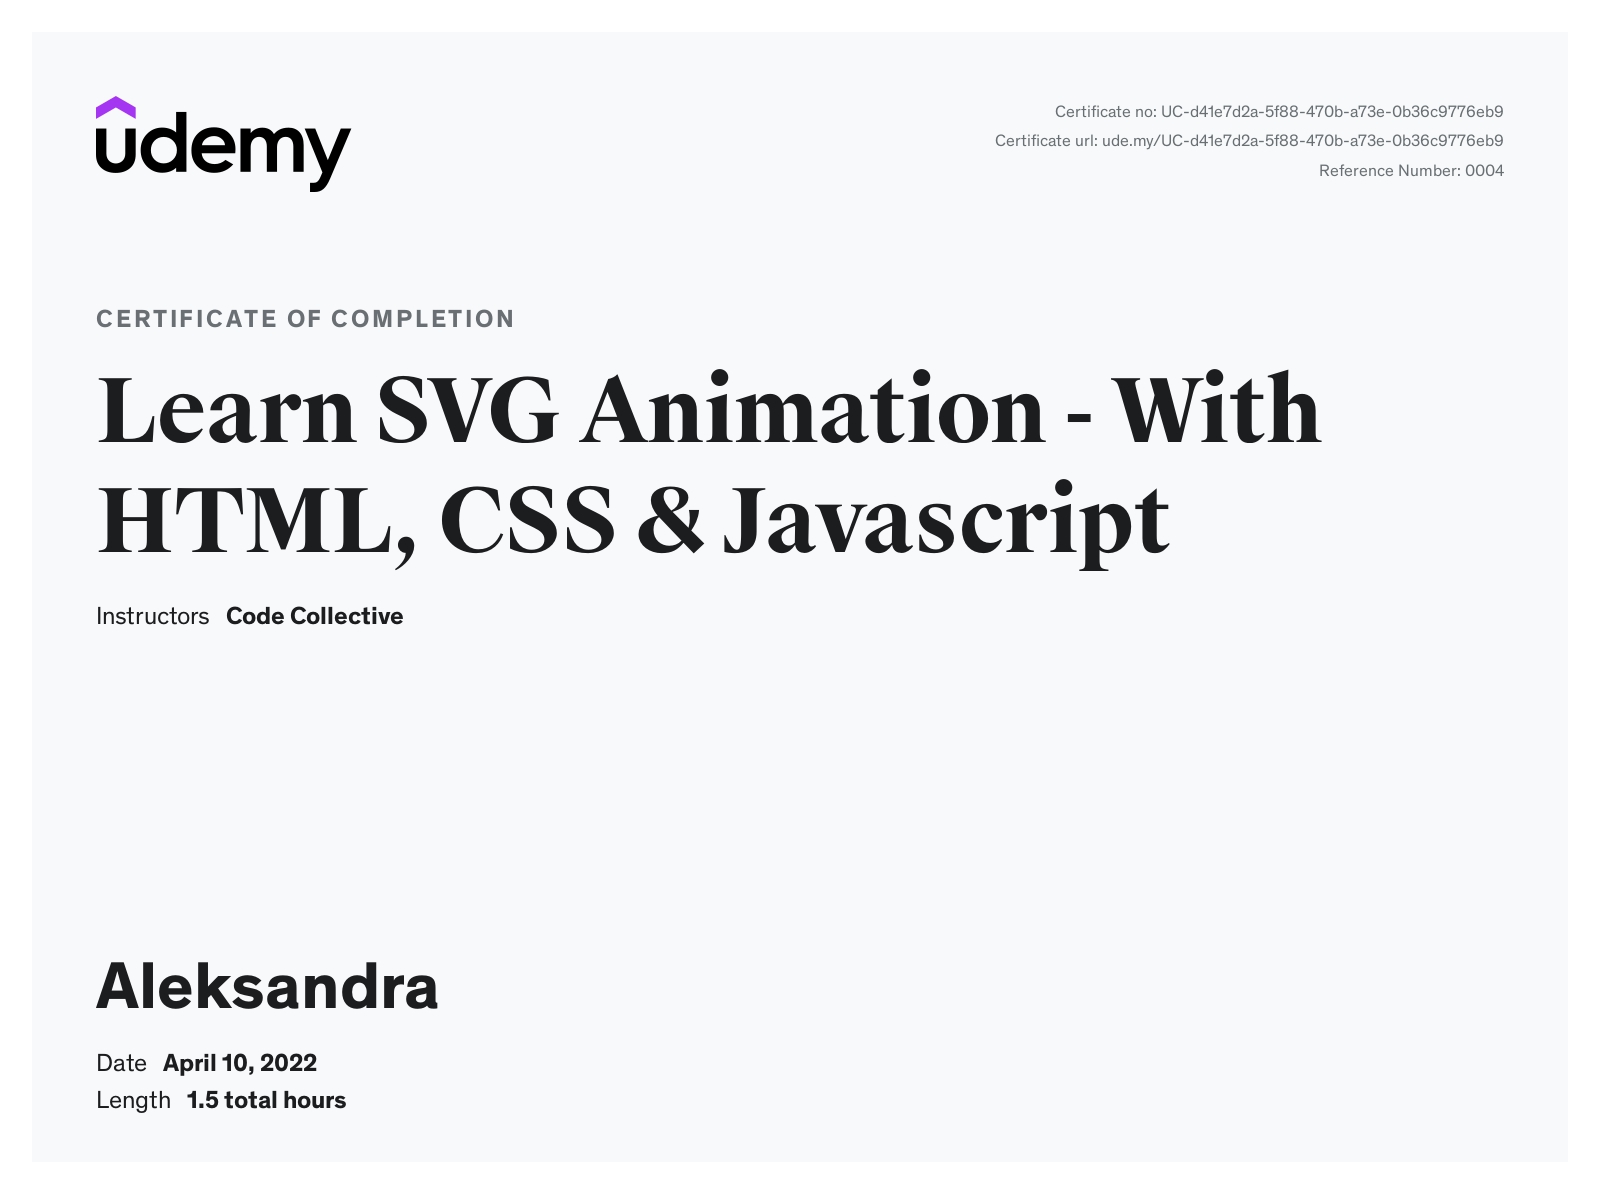 udemy
Certificate no: UC-d41e7d2a-5f88-470b-a73e-0b36c9776eb9
Certificate url: ude.my/UC-d41e7d2a-5f88-470b-a73e-0b36c9776eb9
Reference Number: 0004
CERTIFICATE OF COMPLETION
Learn SVG Animation - With
HTML, CSS & Javascript
Instructors Code Collective
Aleksandra
Date April 10, 2022
Length 1.5 total hours